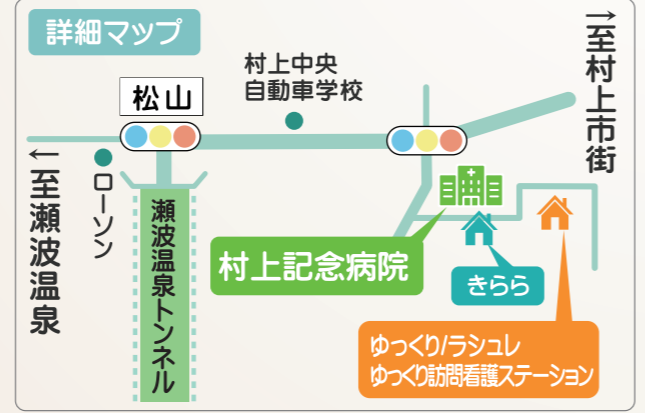 詳細マップ
松山
村上中央
自動車学校
→至村上市街
←至瀬波温泉
ローソン
瀬波温泉トンネル
村上記念病院
きらら
ゆっくり/ラシュレ
ゆっくり訪問看護ステーション